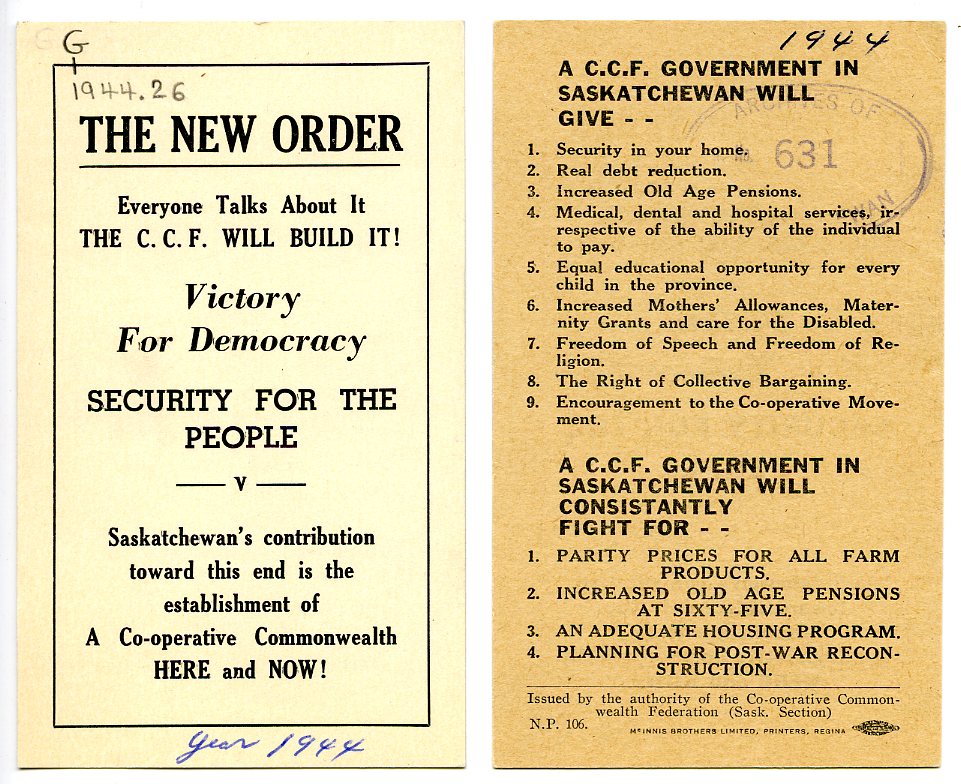 G
1944.26
THE NEW ORDER
Everyone Talks About It
THE C. C. F. WILL BUILD IT!
Victory
For Democracy
SECURITY FOR THE
PEOPLE
V
Saskatchewan's contribution
toward this end is the
establishment of
A Co-operative Commonwealth
HERE and NOW!
year 1944
1944
A C.C.F. GOVERNMENT IN
SASKATCHEWAN WILL
GIVE - -
ARCHIVES OF
NO. 631
WAN
1. Security in your home.
2. Real debt reduction.
3. Increased Old Age Pensions.
4. Medical, dental and hospital services, ir-
respective of the ability of the individual
to pay.
5. Equal educational opportunity for every
child in the province.
6. Increased Mothers' Allowances, Mater-
nity Grants and care for the Disabled.
7. Freedom of Speech and Freedom of Re-
ligion.
8. The Right of Collective Bargaining.
9. Encouragement to the Co-operative Move-
ment.
A C.C.F. GOVERNMENT IN
SASKATCHEWAN WILL
CONSISTANTLY
FIGHT FOR - -
1. PARITY PRICES FOR ALL FARM
PRODUCTS.
2. INCREASED OLD AGE PENSIONS
AT SIXTY-FIVE.
3. AN ADEQUATE HOUSING PROGRAM.
4. PLANNING FOR POST-WAR RECON-
STRUCTION.
Issued by the authority of the Co-operative Common-
wealth Federation (Sask. Section)
N.P. 106.
McINNIS BROTHERS LIMITED, PRINTERS, REGINA